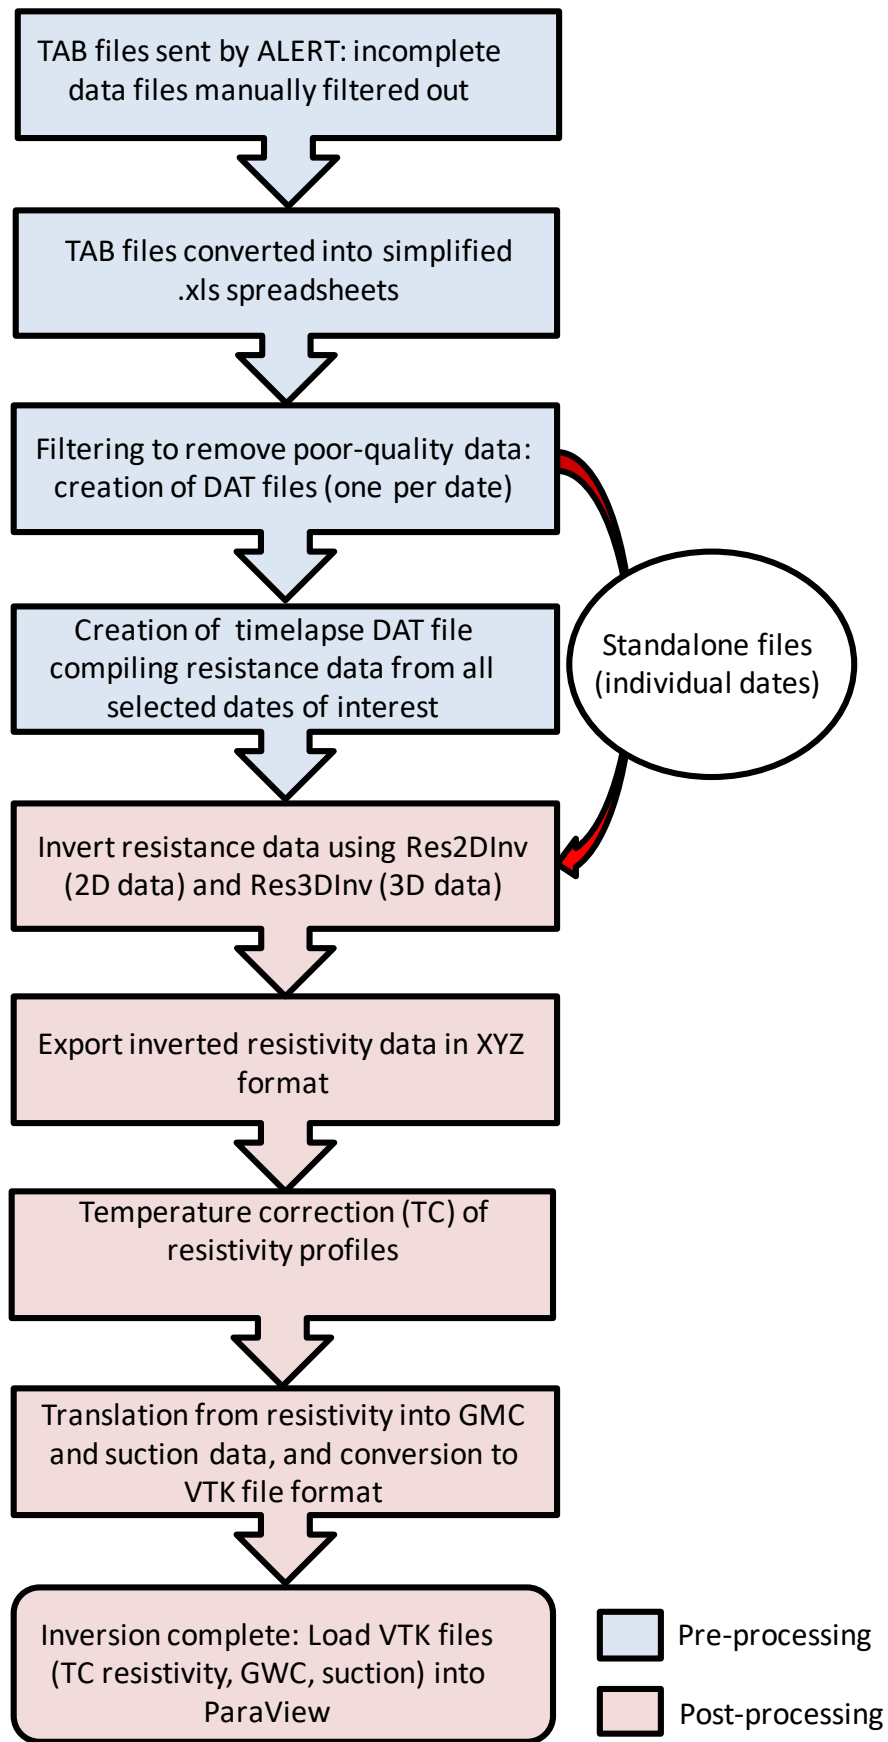 TAB files sent by ALERT: incomplete
data files manually filtered out
TAB files converted into simplified
.xls spreadsheets
Filtering to remove poor-quality data:
creation of DAT files (one per date)
Creation of timelapse DAT file
compiling resistance data from all
selected dates of interest
Standalone files
(individual dates)
Invert resistance data using Res2DInv
(2D data) and Res3DInv (3D data)
Export inverted resistivity data in XYZ
format
Temperature correction (TC) of
resistivity profiles
Translation from resistivity into GMC
and suction data, and conversion to
VTK file format
Inversion complete: Load VTK files
(TC resistivity, GWC, suction) into
ParaView
Pre-processing
Post-processing